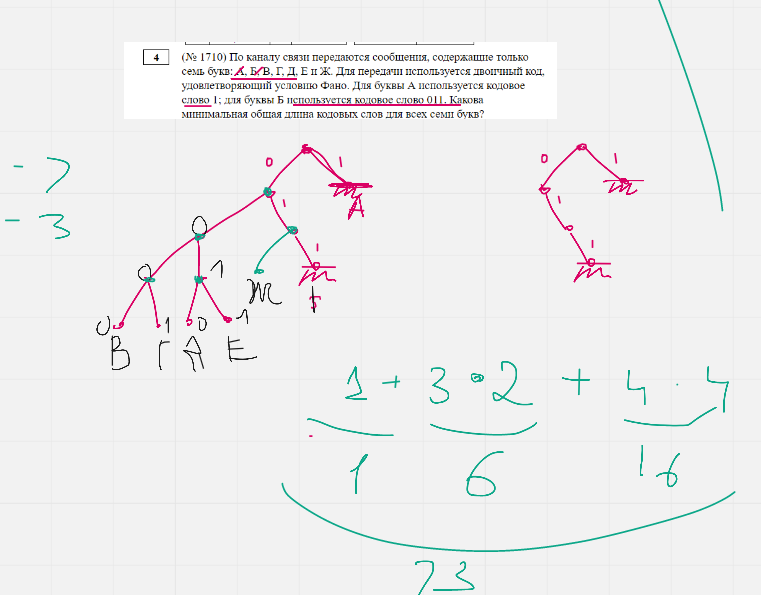 4 (№ 1710) По каналу связи передаются сообщения, содержащие только
семь букв: А, Б, В, Г, Д, Е и Ж. Для передачи используется двоичный код,
удовлетворяющий условию Фано. Для буквы А используется кодовое
слово 1; для буквы Б используется кодовое слово 011. Какова
минимальная общая длина кодовых слов для всех семи букв?
- 7
- 3
0 1
0 1
0 1 1 1
0 1 Ж Б А
0 1 0 1
В Г Д Е
0 1
1
1
1 + 3 · 2 + 4 · 4
1 6 16
23